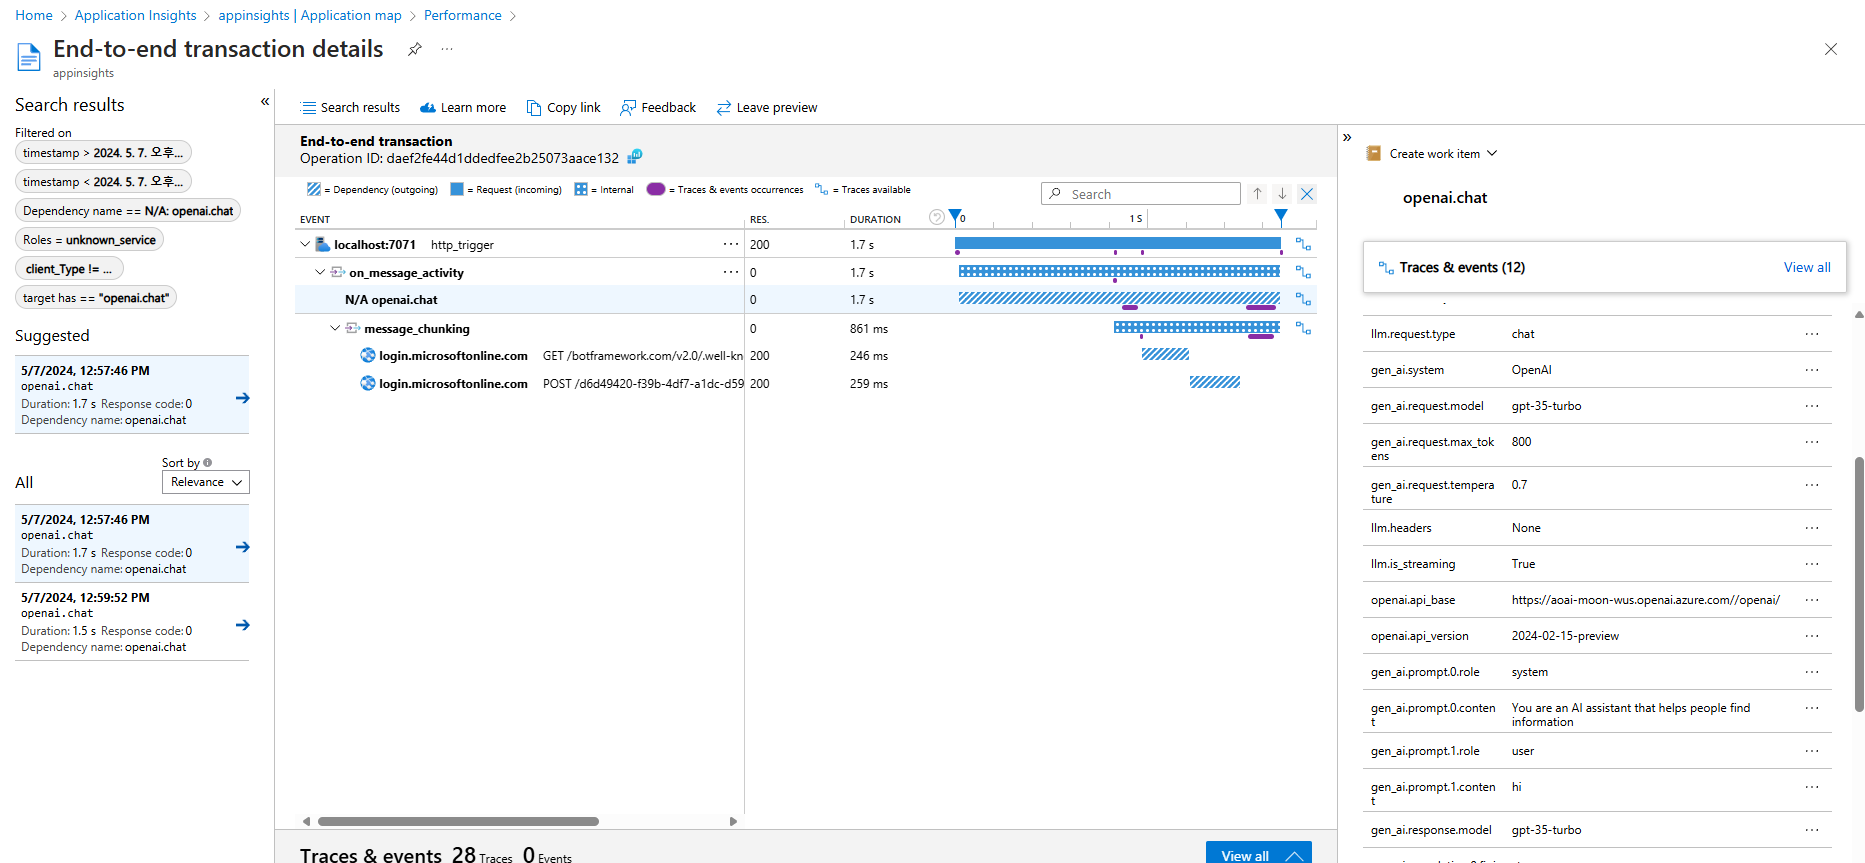 Home > Application Insights > appinsights | Application map > Performance >
End-to-end transaction details
appinsights
Search results
Filtered on
timestamp > 2024. 5. 7. 오후...
timestamp < 2024. 5. 7. 오후...
Dependency name == N/A: openai.chat
Roles = unknown_service
client_Type != ...
target has == "openai.chat"
Suggested
5/7/2024, 12:57:46 PM
openai.chat
Duration: 1.7 s Response code: 0
Dependency name: openai.chat
Sort by
All
Relevance
5/7/2024, 12:57:46 PM
openai.chat
Duration: 1.7 s Response code: 0
Dependency name: openai.chat
5/7/2024, 12:59:52 PM
openai.chat
Duration: 1.5 s Response code: 0
Dependency name: openai.chat
Search results Learn more Copy link Feedback Leave preview
End-to-end transaction
Operation ID: daef2fe44d1ddedfee2b25073aace132
= Dependency (outgoing) = Request (incoming) = Internal = Traces & events occurrences = Traces available
Search
EVENT RES. DURATION 0 1 S
localhost:7071 http_trigger ... 200 1.7 s
on_message_activity ... 0 1.7 s
N/A openai.chat 0 1.7 s
message_chunking 0 861 ms
login.microsoftonline.com GET /botframework.com/v2.0/.well-kn 200 246 ms
login.microsoftonline.com POST /d6d49420-f39b-4df7-a1dc-d59 200 259 ms
Traces & events 28 Traces 0 Events
View all
Create work item
openai.chat
Traces & events (12) View all
llm.request.type chat ...
gen_ai.system OpenAI ...
gen_ai.request.model gpt-35-turbo ...
gen_ai.request.max_tok 800 ...
ens
gen_ai.request.tempera 0.7 ...
ture
llm.headers None ...
llm.is_streaming True ...
openai.api_base https://aoai-moon-wus.openai.azure.com//openai/ ...
openai.api_version 2024-02-15-preview ...
gen_ai.prompt.0.role system ...
gen_ai.prompt.0.conten You are an AI assistant that helps people find ...
t information
gen_ai.prompt.1.role user ...
gen_ai.prompt.1.conten hi ...
t
gen_ai.response.model gpt-35-turbo ...